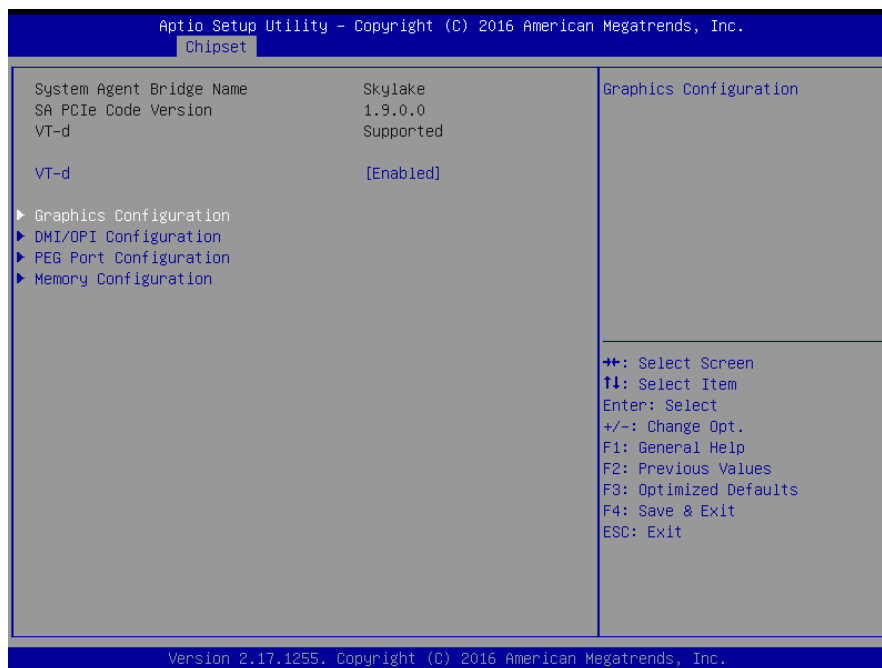 Aptio Setup Utility – Copyright (C) 2016 American Megatrends, Inc.
Chipset
System Agent Bridge Name Skylake
SA PCIe Code Version 1.9.0.0
VT-d Supported
VT-d [Enabled]
Graphics Configuration
DMI/OPI Configuration
PEG Port Configuration
Memory Configuration
Graphics Configuration
→←: Select Screen
↑↓: Select Item
Enter: Select
+/-: Change Opt.
F1: General Help
F2: Previous Values
F3: Optimized Defaults
F4: Save & Exit
ESC: Exit
Version 2.17.1255. Copyright (C) 2016 American Megatrends, Inc.